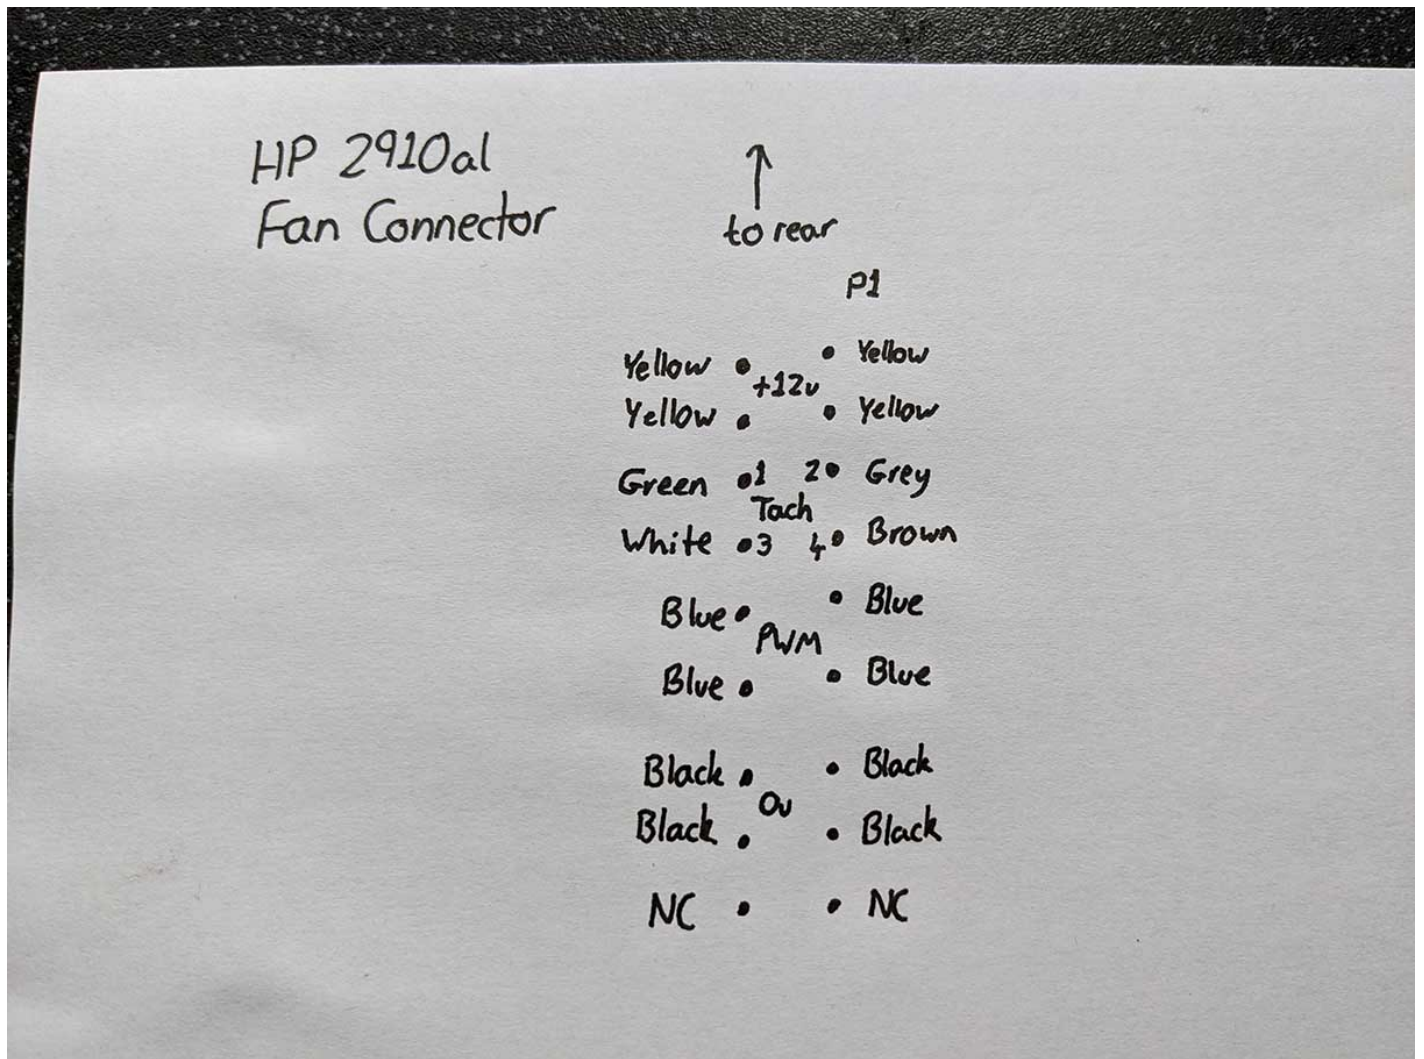 HP 2910al
Fan Connector
to rear
P1
Yellow Yellow
+12v
Yellow Yellow
Green 1 2 Grey
Tach
White 3 4 Brown
Blue Blue
PWM
Blue Blue
Black Black
0v
Black Black
NC NC